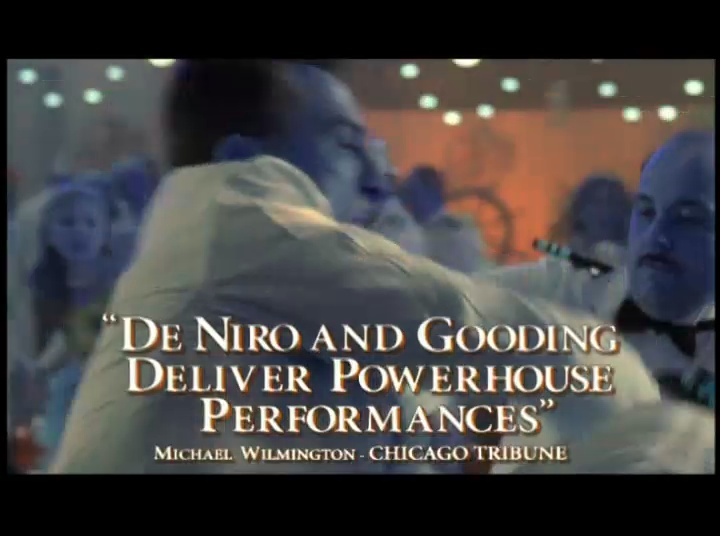 “DE NIRO AND GOODING
DELIVER POWERHOUSE
PERFORMANCES”
MICHAEL WILMINGTON - CHICAGO TRIBUNE